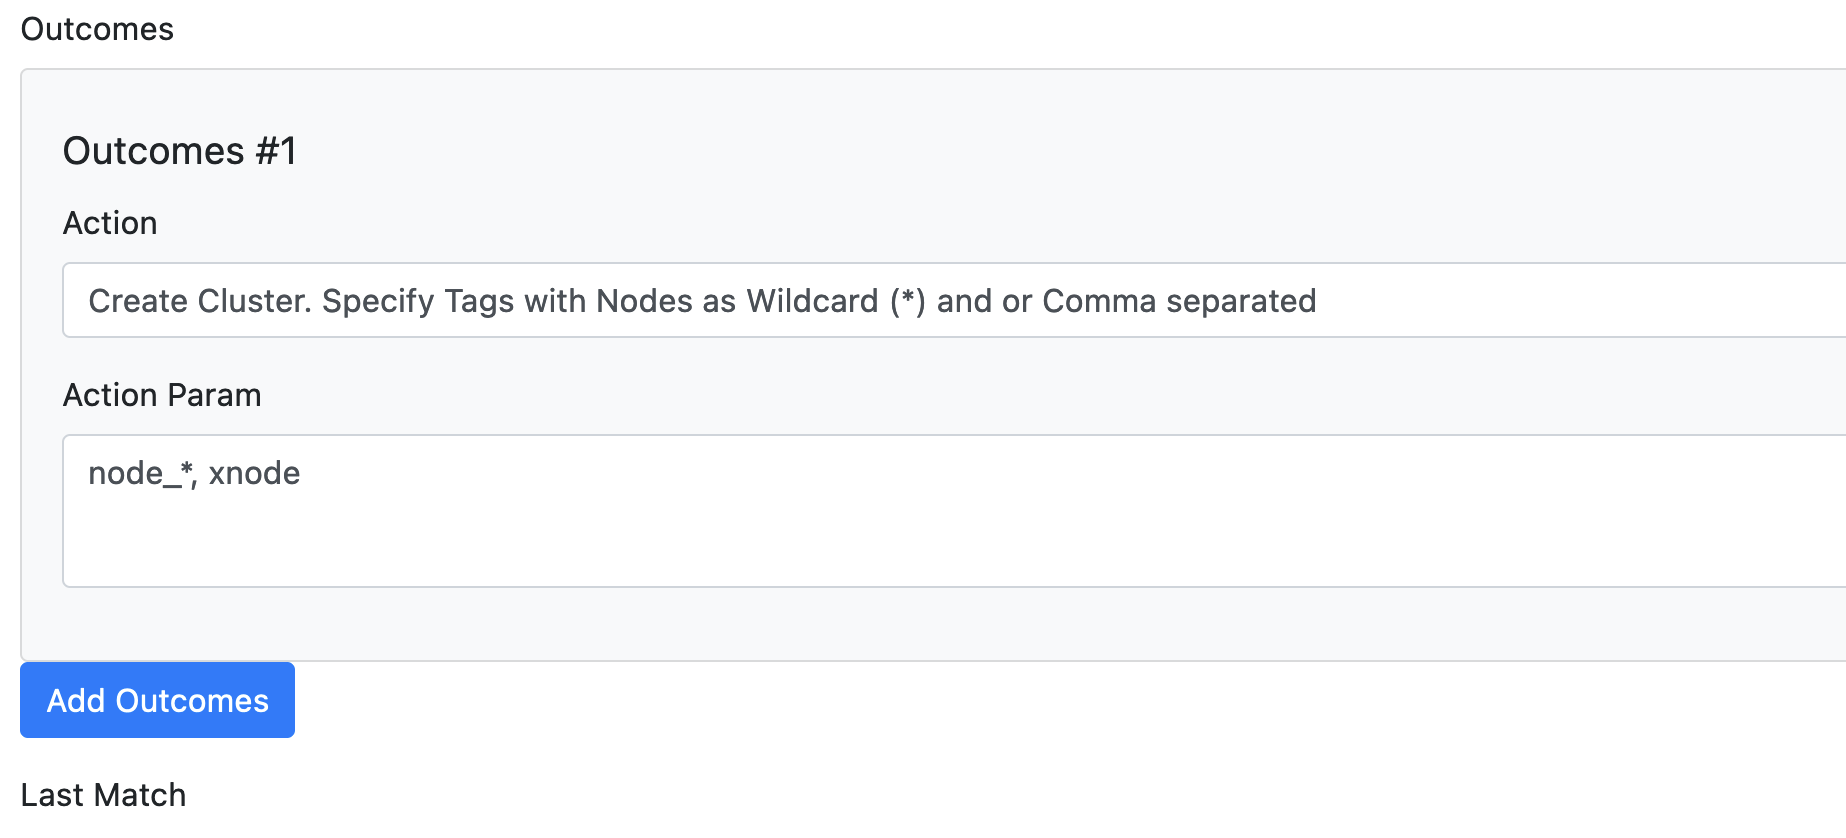 Outcomes
Outcomes #1
Action
Create Cluster. Specify Tags with Nodes as Wildcard (*) and or Comma separated
Action Param
node_*, xnode
Add Outcomes
Last Match